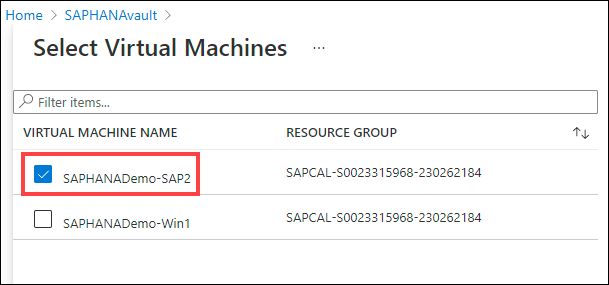 Home > SAPHANAvault >
Select Virtual Machines ...
Filter items...
VIRTUAL MACHINE NAME RESOURCE GROUP
SAPHANADemo-SAP2 SAPCAL-S0023315968-230262184
SAPHANADemo-Win1 SAPCAL-S0023315968-230262184